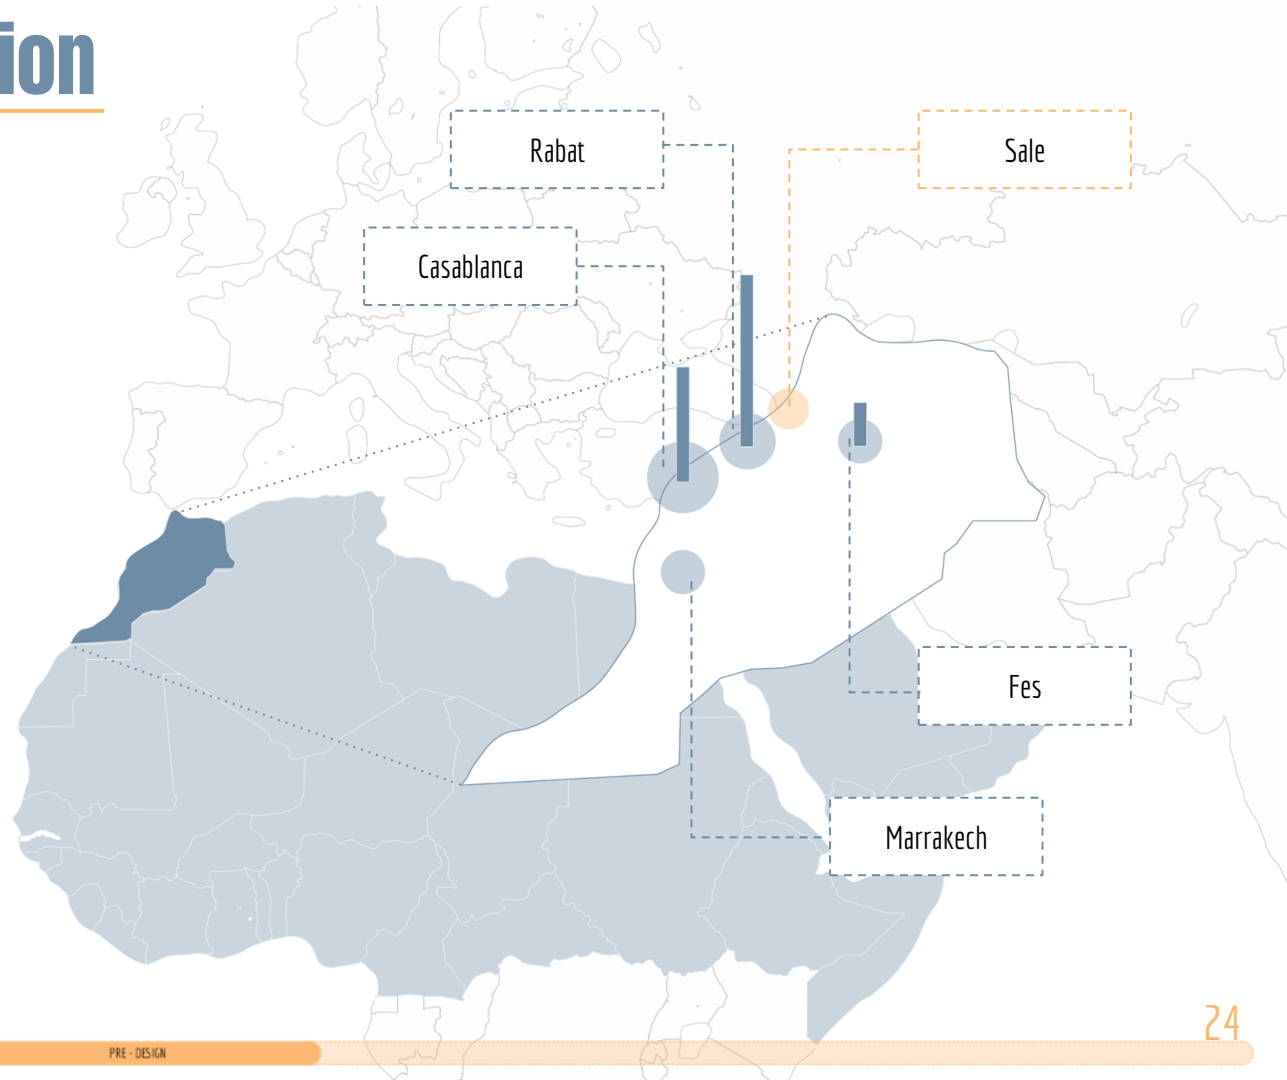 ion
Rabat
Sale
Casablanca
Fes
Marrakech
24
PRE - DESIGN